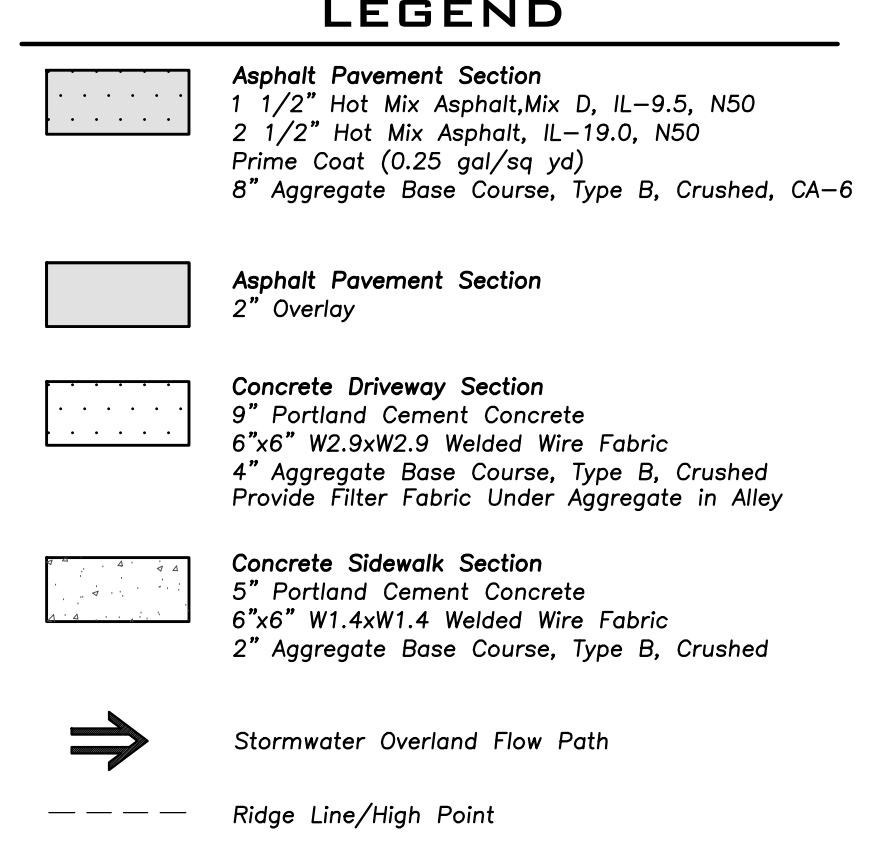 LEGEND
Asphalt Pavement Section
1 1/2" Hot Mix Asphalt,Mix D, IL-9.5, N50
2 1/2" Hot Mix Asphalt, IL-19.0, N50
Prime Coat (0.25 gal/sq yd)
8" Aggregate Base Course, Type B, Crushed, CA-6
Asphalt Pavement Section
2" Overlay
Concrete Driveway Section
9" Portland Cement Concrete
6"x6" W2.9xW2.9 Welded Wire Fabric
4" Aggregate Base Course, Type B, Crushed
Provide Filter Fabric Under Aggregate in Alley
Concrete Sidewalk Section
5" Portland Cement Concrete
6"x6" W1.4xW1.4 Welded Wire Fabric
2" Aggregate Base Course, Type B, Crushed
Stormwater Overland Flow Path
Ridge Line/High Point